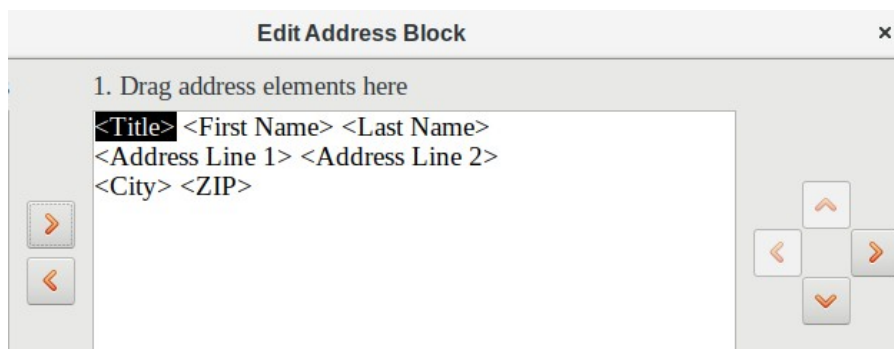 Edit Address Block
1. Drag address elements here
<Title> <First Name> <Last Name>
<Address Line 1> <Address Line 2>
<City> <ZIP>